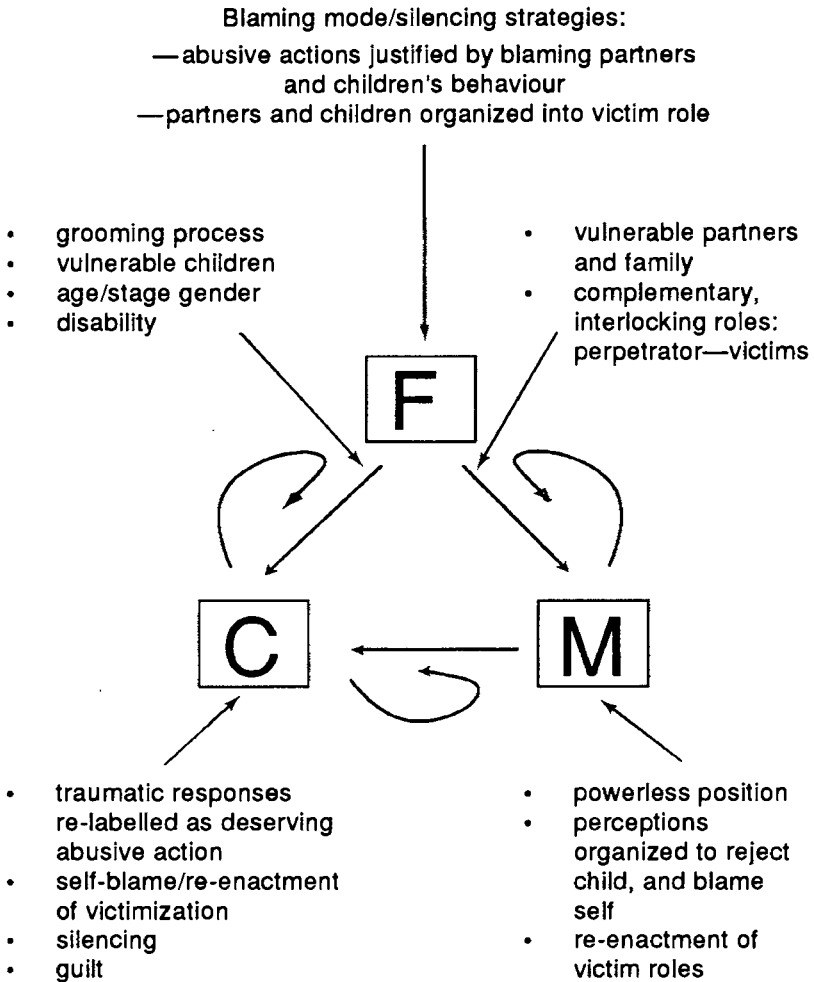 Blaming mode/silencing strategies:
—abusive actions justified by blaming partners
and children's behaviour
—partners and children organized into victim role
• grooming process
• vulnerable children
• age/stage gender
• disability
• vulnerable partners
and family
• complementary,
interlocking roles:
perpetrator—victims
F
C
M
• traumatic responses
re-labelled as deserving
abusive action
• self-blame/re-enactment
of victimization
• silencing
• guilt
• powerless position
• perceptions
organized to reject
child, and blame
self
• re-enactment of
victim roles